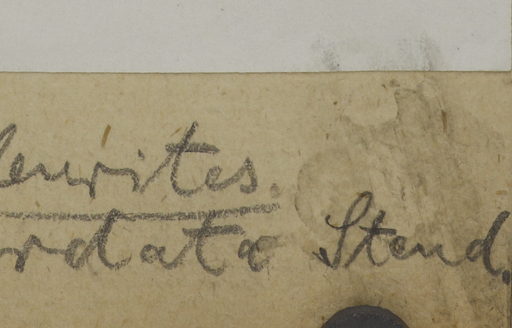 leurites.
rdata Steud.